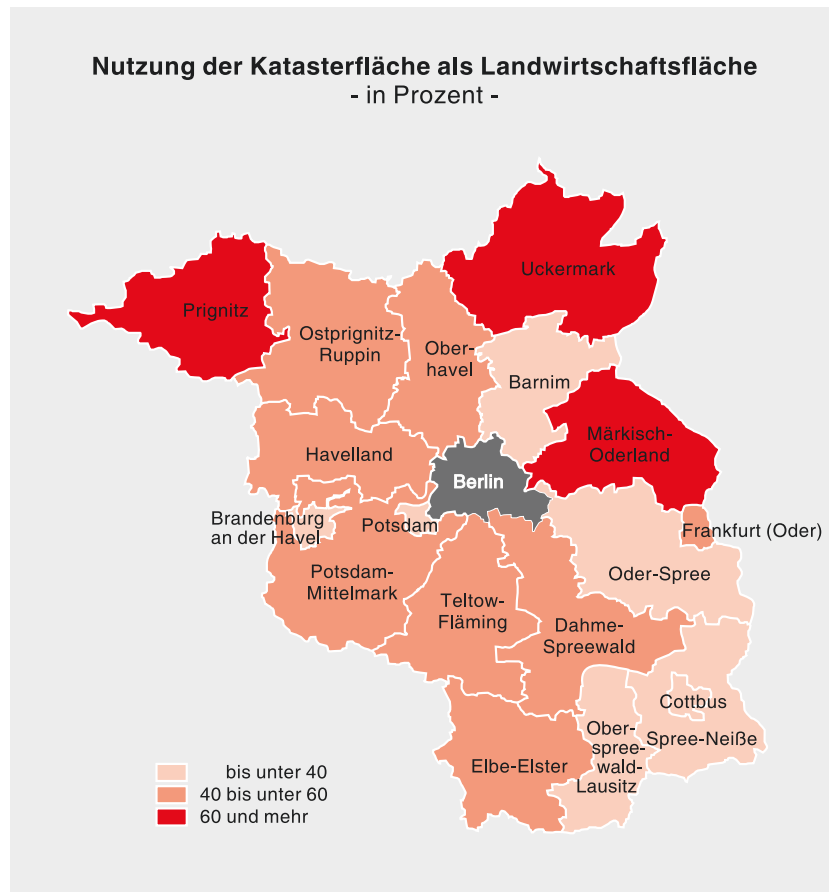 Nutzung der Katasterfläche als Landwirtschaftsfläche
- in Prozent -
Uckermark
Prignitz
Ostprignitz-
Ruppin
Ober-
havel
Barnim
Märkisch-
Oderland
Havelland
Berlin
Brandenburg
an der Havel
Potsdam
Frankfurt (Oder)
Potsdam-
Mittelmark
Oder-Spree
Teltow-
Fläming
Dahme-
Spreewald
Cottbus
Spree-Neiße
Ober-
spree-
wald-
Lausitz
Elbe-Elster
bis unter 40
40 bis unter 60
60 und mehr